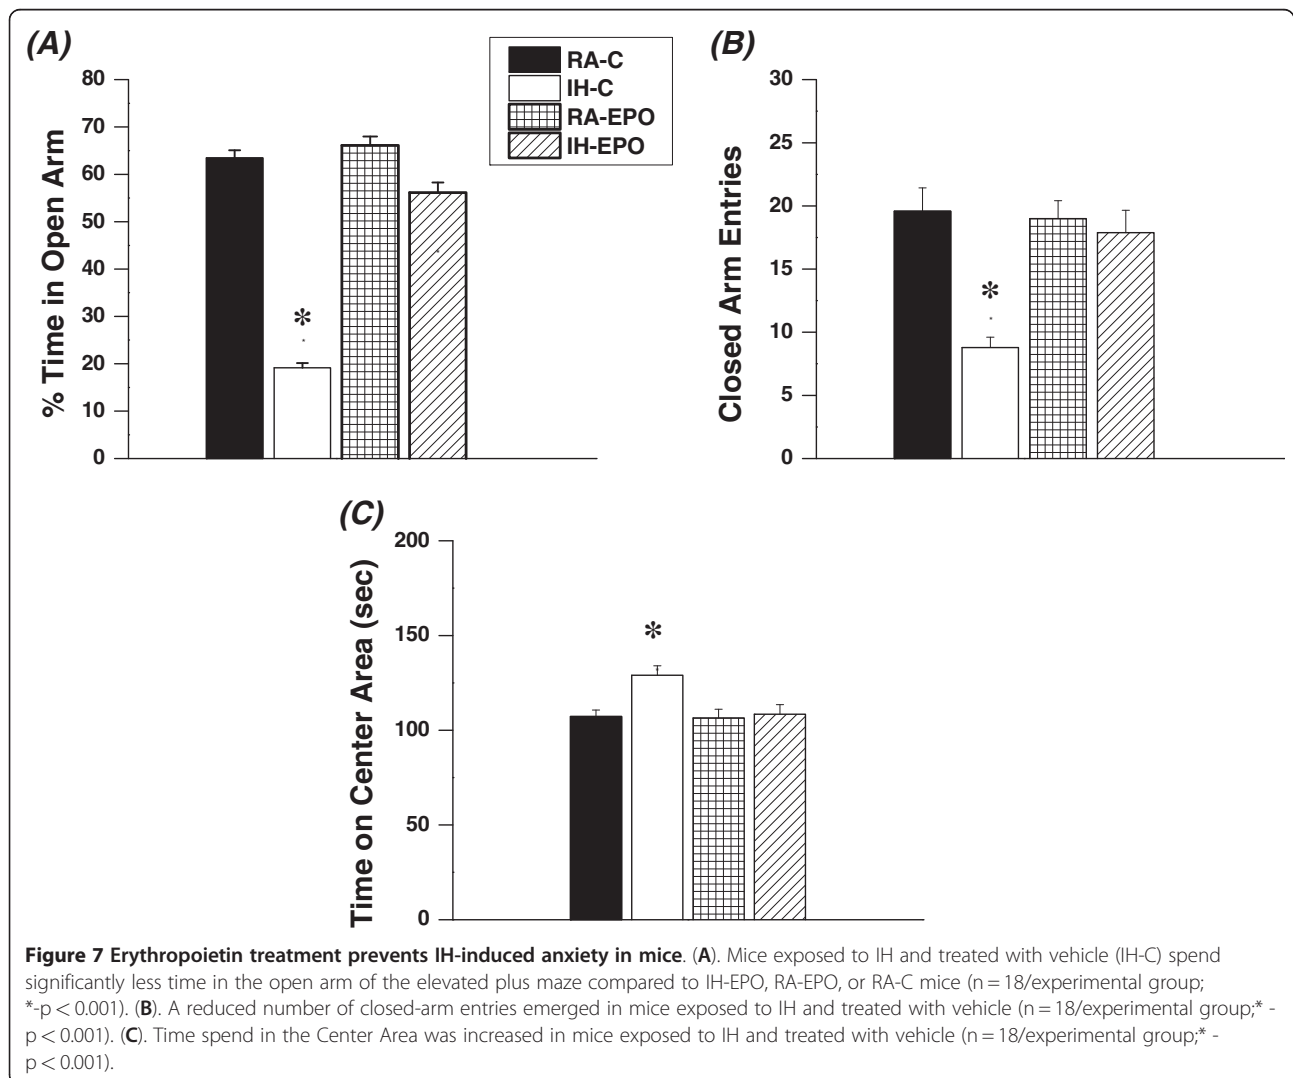 (A)
RA-C
IH-C
RA-EPO
IH-EPO
% Time in Open Arm
80
70
60
50
40
30
20
10
0
*
(B)
Closed Arm Entries
30
25
20
15
10
5
0
*
(C)
Time on Center Area (sec)
200
150
100
50
0
*
Figure 7 Erythropoietin treatment prevents IH-induced anxiety in mice. (A). Mice exposed to IH and treated with vehicle (IH-C) spend
significantly less time in the open arm of the elevated plus maze compared to IH-EPO, RA-EPO, or RA-C mice (n = 18/experimental group;
*-p < 0.001). (B). A reduced number of closed-arm entries emerged in mice exposed to IH and treated with vehicle (n = 18/experimental group;* -
p < 0.001). (C). Time spend in the Center Area was increased in mice exposed to IH and treated with vehicle (n = 18/experimental group;* -
p < 0.001).